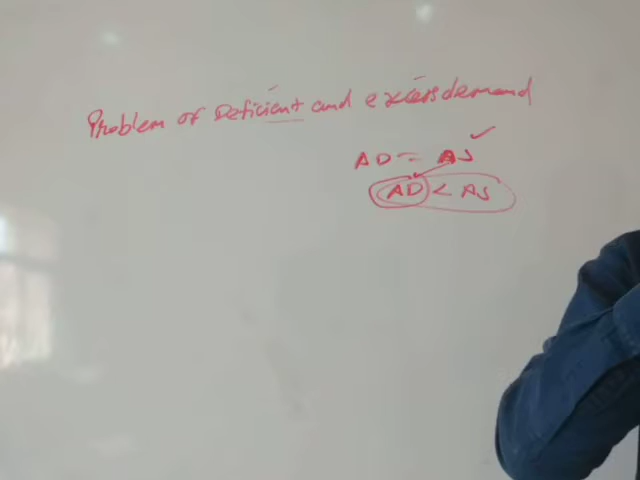 Problem of Deficient and excess demand
AD = AS
AD < AS